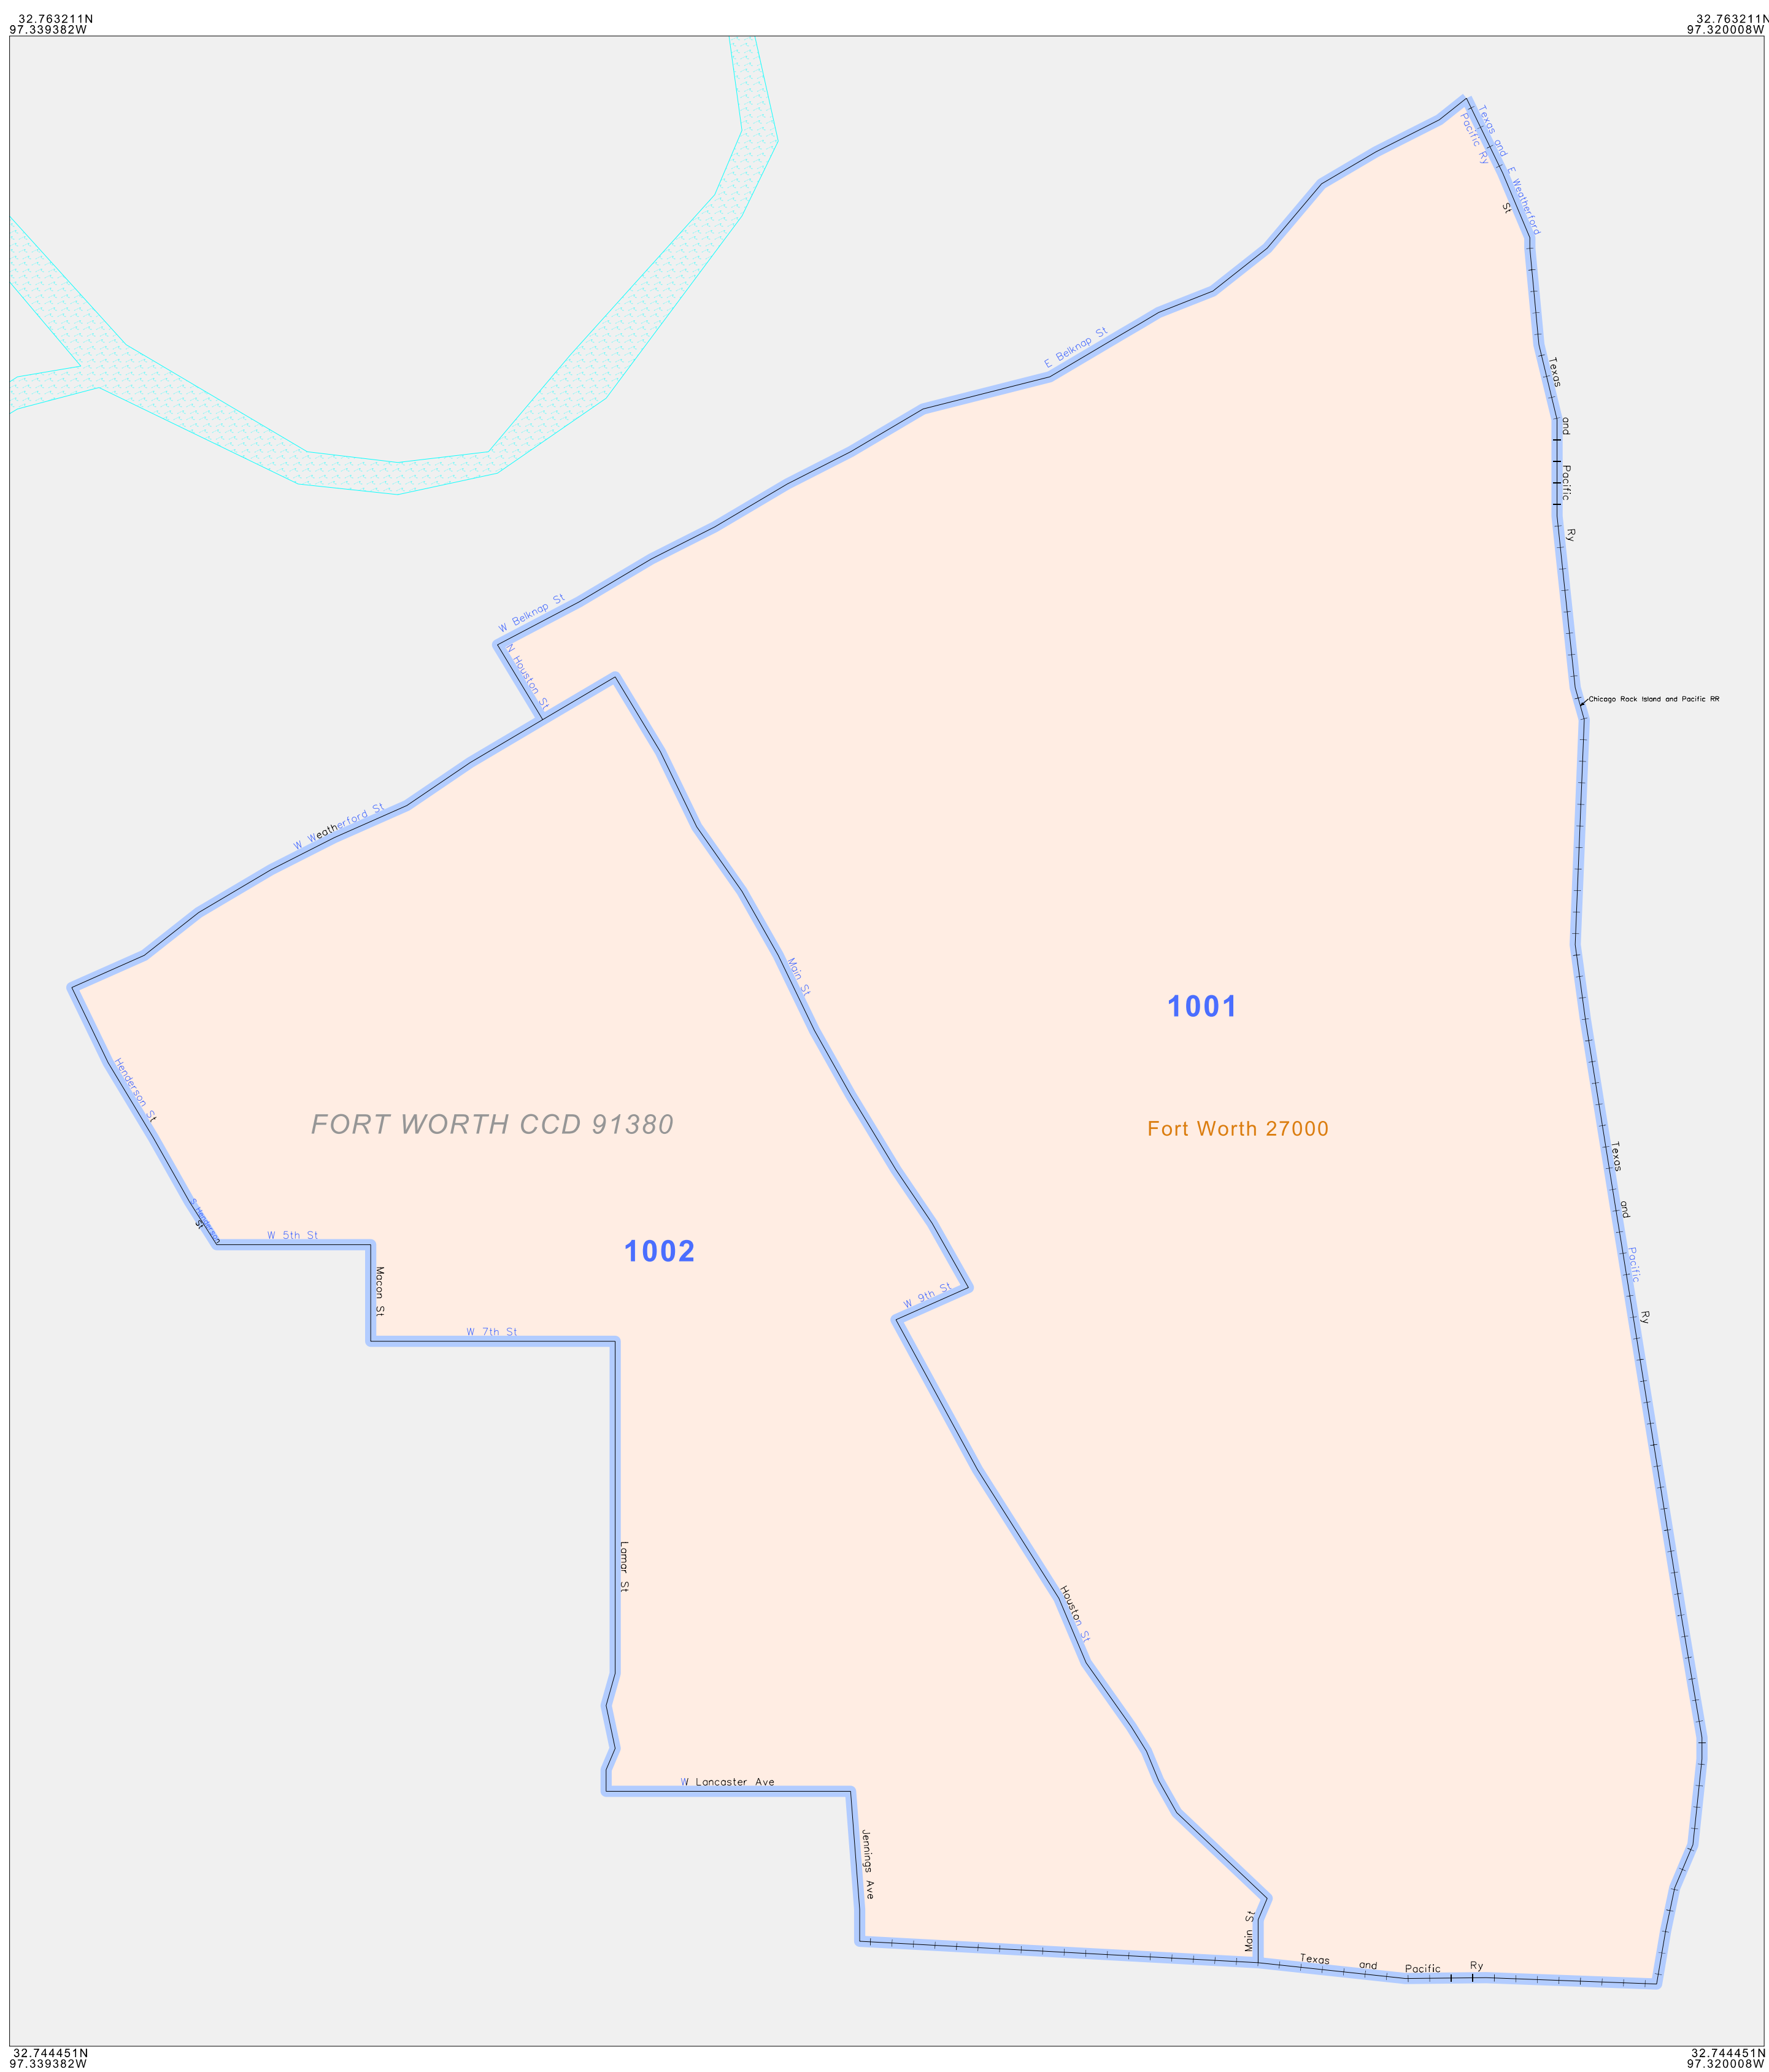 32.763211N
97.339382W
32.763211N
97.320008W
Texas and
Pacific Ry
E Weatherford
St
E Belknap St
Texas and Pacific Ry
W Belknap St
N Houston St
Chicago Rock Island and Pacific RR
W Weatherford St
Main St
1001
Henderson St
FORT WORTH CCD 91380
Fort Worth 27000
Texas and Pacific Ry
S Henderson
St
W 5th St
1002
Macon St
W 9th St
W 7th St
Lamar St
Houston St
W Lancaster Ave
Jennings Ave
Main St
Texas and Pacific Ry
32.744451N
97.339382W
32.744451N
97.320008W